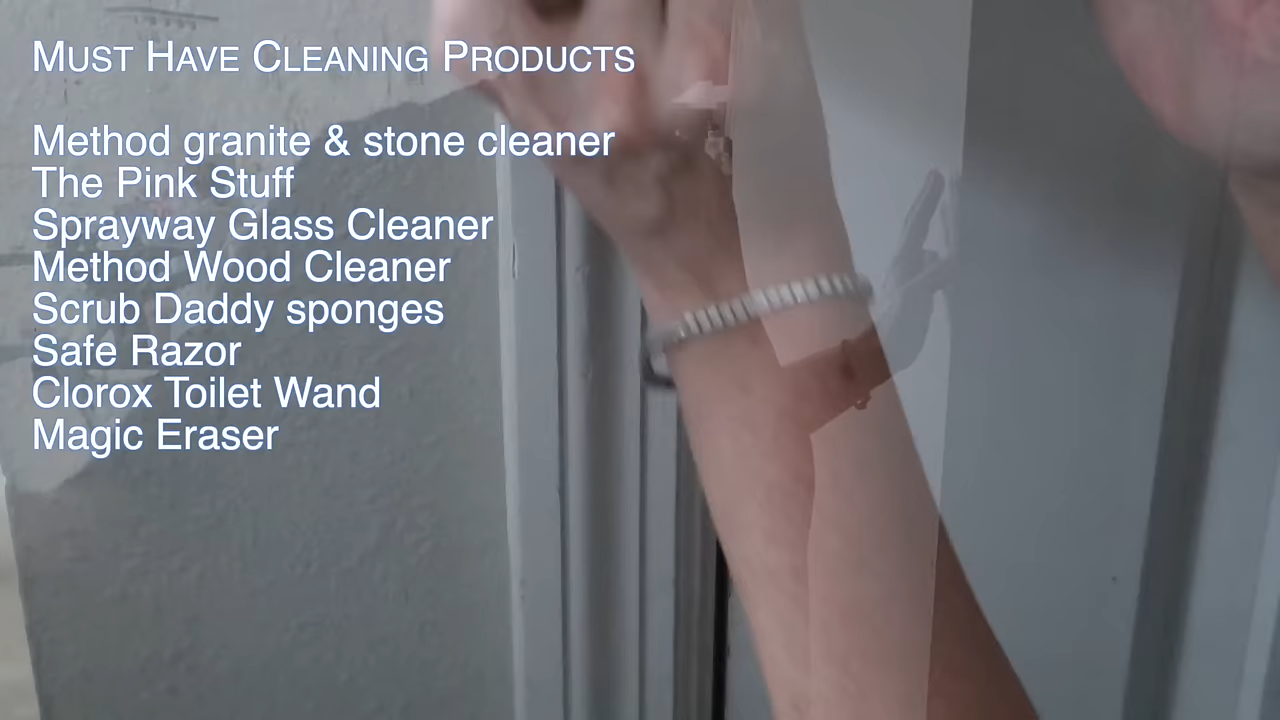 Must Have Cleaning Products
Method granite & stone cleaner
The Pink Stuff
Sprayway Glass Cleaner
Method Wood Cleaner
Scrub Daddy sponges
Safe Razor
Clorox Toilet Wand
Magic Eraser